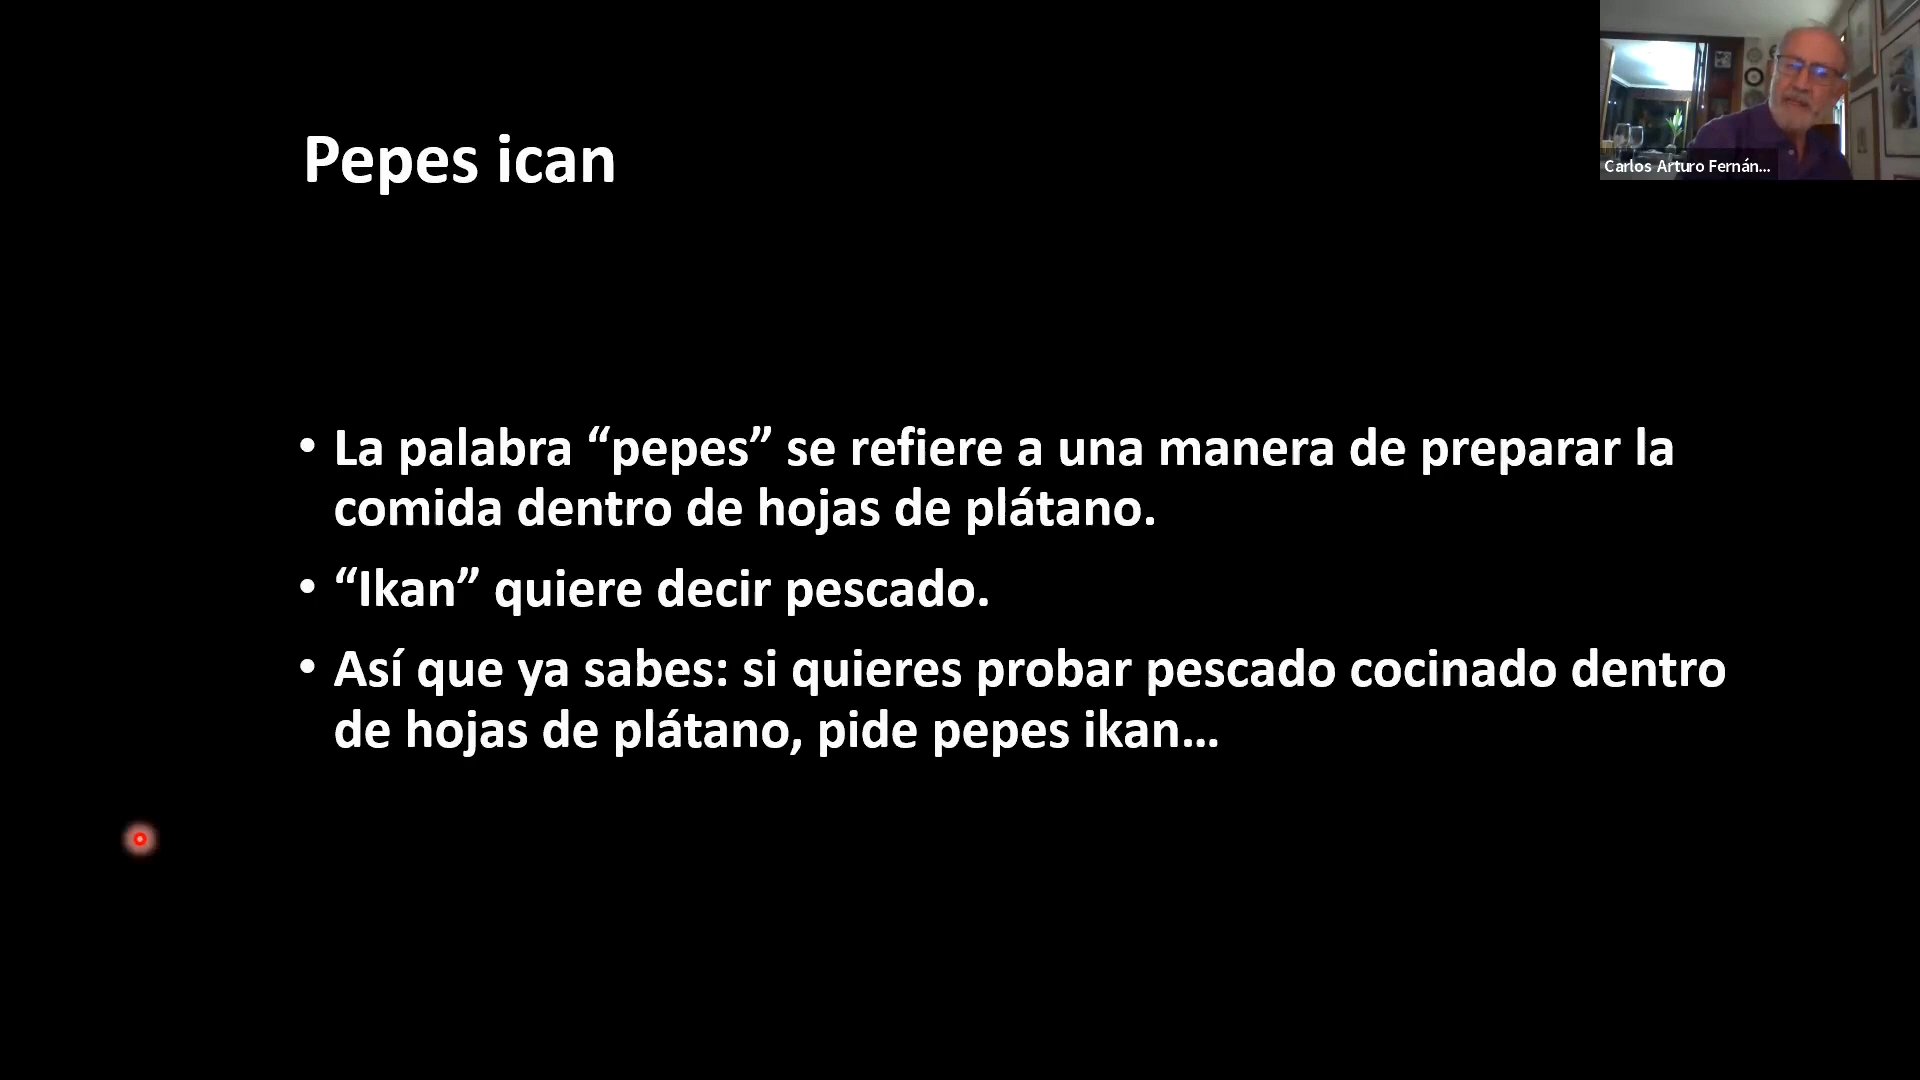 Pepes ican
Carlos Arturo Fernán...
• La palabra “pepes” se refiere a una manera de preparar la
comida dentro de hojas de plátano.
• “Ikan” quiere decir pescado.
• Así que ya sabes: si quieres probar pescado cocinado dentro
de hojas de plátano, pide pepes ikan…